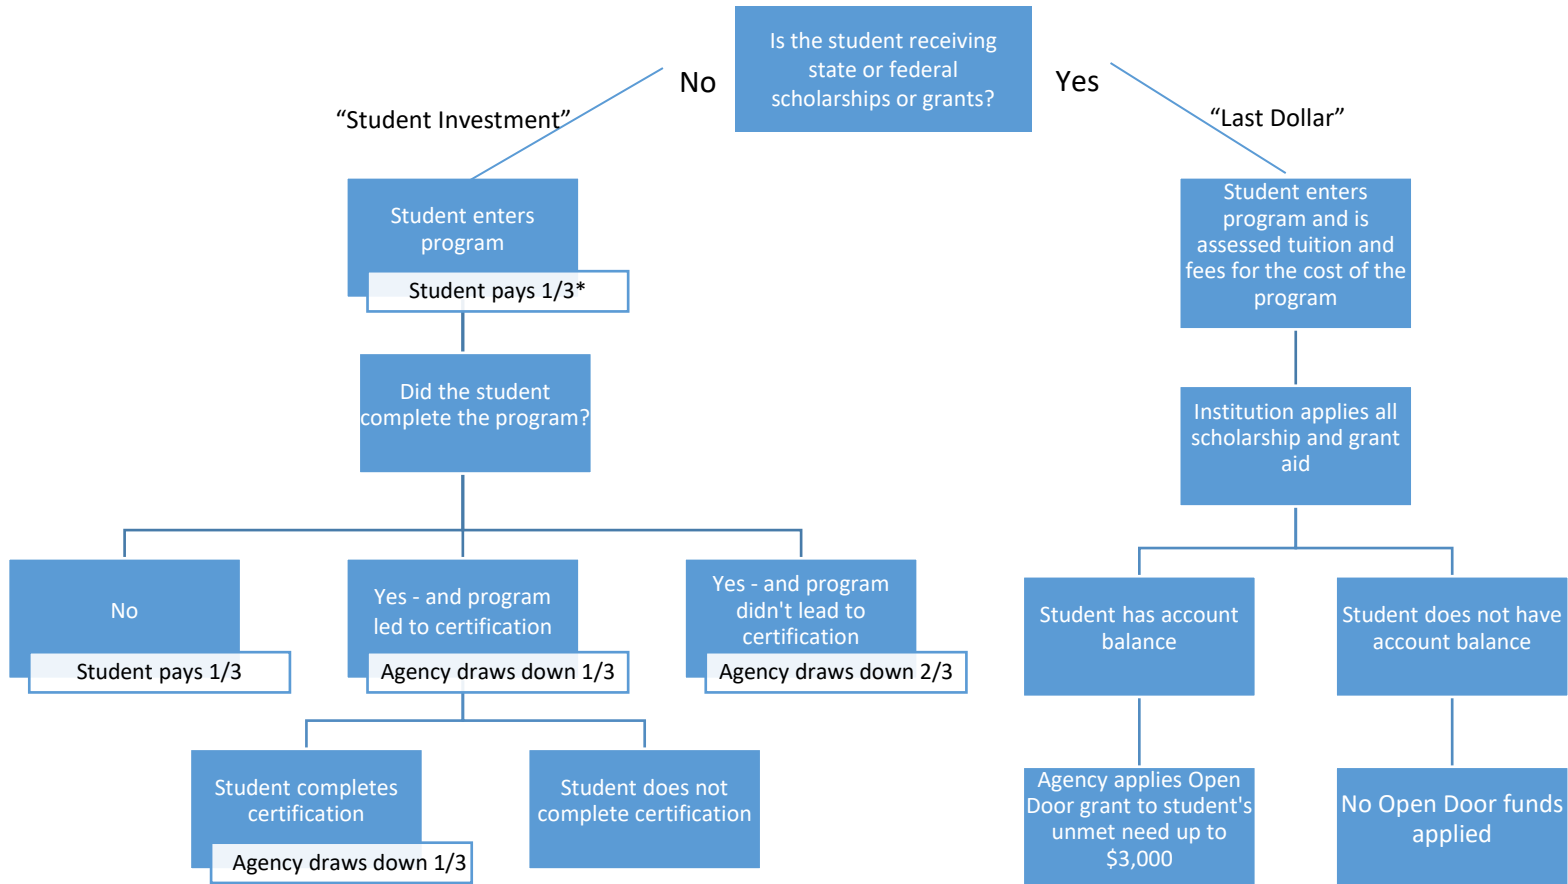 Is the student receiving
state or federal
scholarships or grants?
No
Yes
“Student Investment”
“Last Dollar”
Student enters
program
Student pays 1/3*
Did the student
complete the program?
No
Student pays 1/3
Yes - and program
led to certification
Agency draws down 1/3
Yes - and program
didn't lead to
certification
Agency draws down 2/3
Student completes
certification
Agency draws down 1/3
Student does not
complete certification
Student enters
program and is
assessed tuition and
fees for the cost of the
program
Institution applies all
scholarship and grant
aid
Student has account
balance
Student does not have
account balance
Agency applies Open
Door grant to student's
unmet need up to
$3,000
No Open Door funds
applied